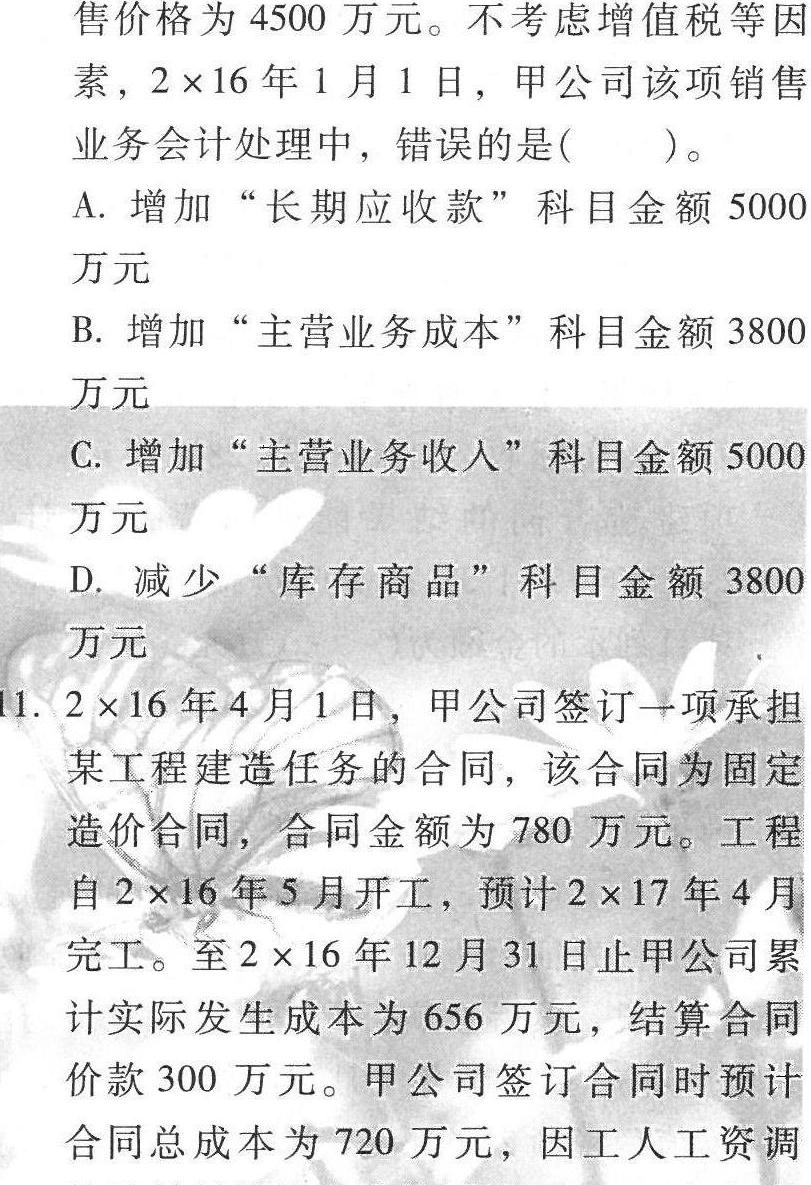 售价格为 4500 万元。不考虑增值税等因
素，2×16 年 1 月 1 日，甲公司该项销售
业务会计处理中，错误的是(　　)。
A. 增加“长期应收款”科目金额 5000
万元
B. 增加“主营业务成本”科目金额 3800
万元
C. 增加“主营业务收入”科目金额 5000
万元
D. 减少“库存商品”科目金额 3800
万元
11. 2×16 年 4 月 1 日，甲公司签订一项承担
某工程建造任务的合同，该合同为固定
造价合同，合同金额为 780 万元。工程
自 2×16 年 5 月开工，预计 2×17 年 4 月
完工。至 2×16 年 12 月 31 日止甲公司累
计实际发生成本为 656 万元，结算合同
价款 300 万元。甲公司签订合同时预计
合同总成本为 720 万元，因工人工资调